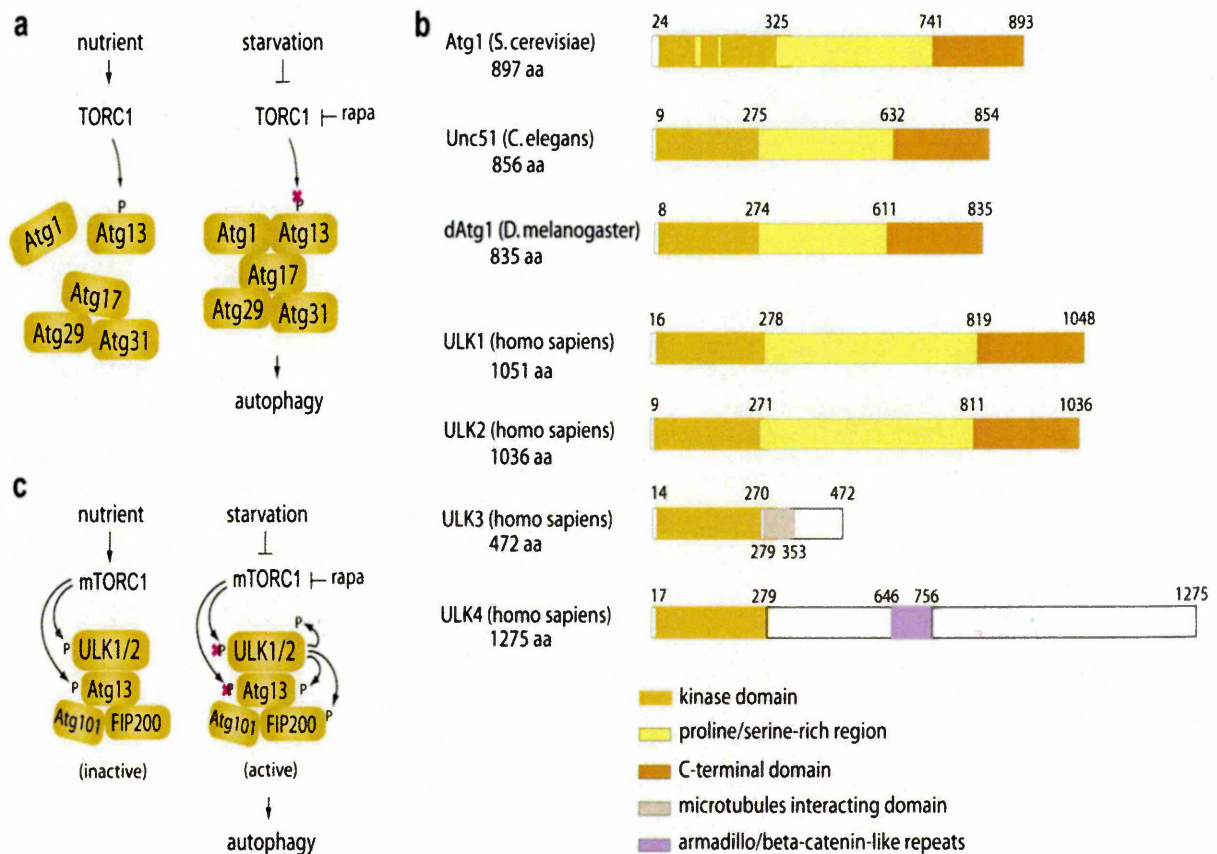 a
nutrient
starvation
TORC1
TORC1
rapa
P
P
Atg1
Atg13
Atg1
Atg13
Atg17
Atg17
Atg29
Atg31
Atg29
Atg31
autophagy
b
24 325 741 893
Atg1 (S. cerevisiae)
897 aa
9 275 632 854
Unc51 (C. elegans)
856 aa
8 274 611 835
dAtg1 (D. melanogaster)
835 aa
16 278 819 1048
ULK1 (homo sapiens)
1051 aa
9 271 811 1036
ULK2 (homo sapiens)
1036 aa
14 270 472
ULK3 (homo sapiens)
472 aa
279 353
17 279 646 756 1275
ULK4 (homo sapiens)
1275 aa
kinase domain
proline/serine-rich region
C-terminal domain
microtubules interacting domain
armadillo/beta-catenin-like repeats
c
nutrient
starvation
mTORC1
mTORC1
rapa
P
ULK1/2
P
Atg13
Atg101
FIP200
(inactive)
P
P
ULK1/2
P
Atg13
P
Atg101
FIP200
P
(active)
autophagy